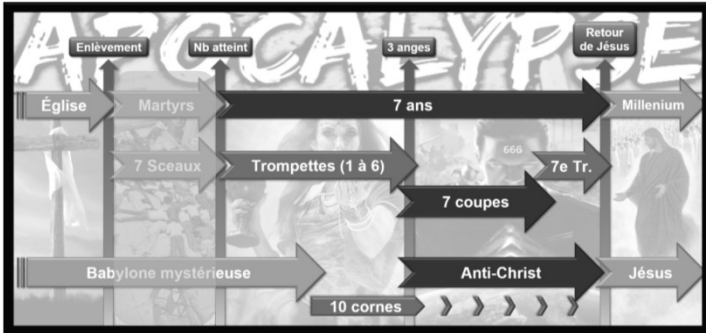 APOCALYPSE
Enlèvement
Nb atteint
3 anges
Retour
de Jésus
Église
Martyrs
7 ans
Millenium
7 Sceaux
Trompettes (1 à 6)
666
7e Tr.
7 coupes
Babylone mystérieuse
Anti-Christ
Jésus
10 cornes